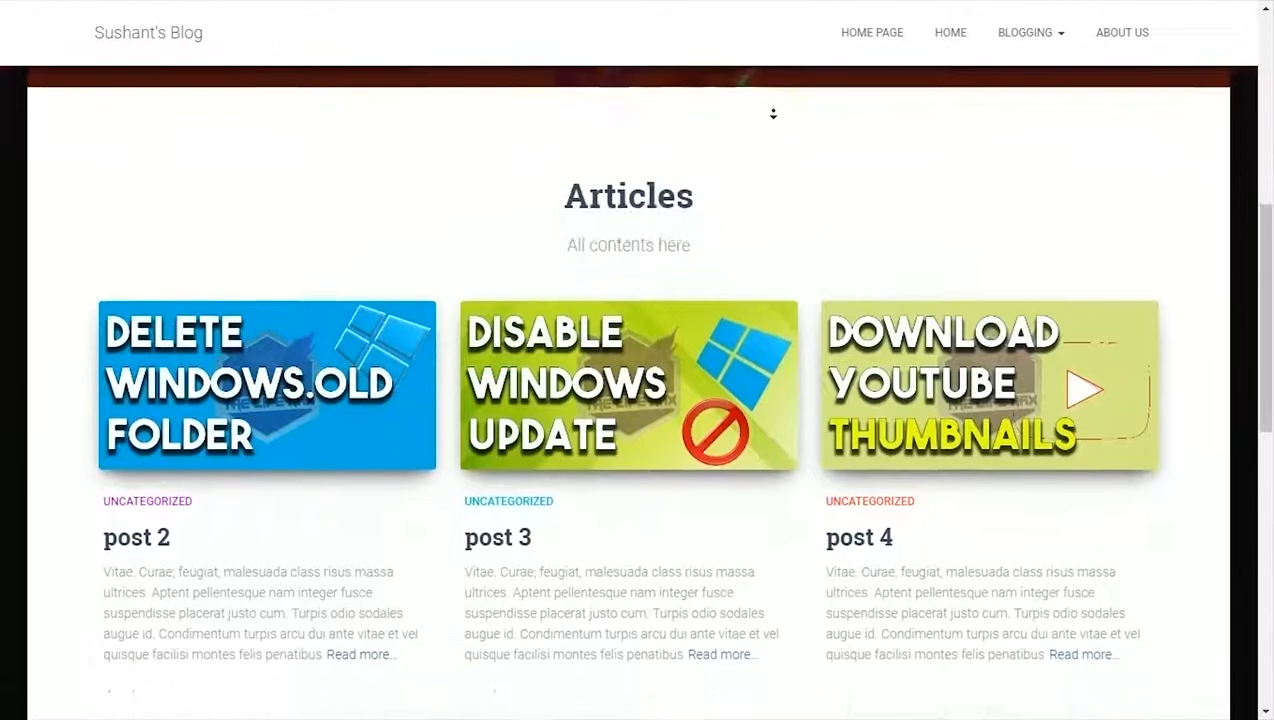 Sushant's Blog
HOME PAGE
HOME
BLOGGING
ABOUT US
Articles
All contents here
DELETE
WINDOWS.OLD
FOLDER
DISABLE
WINDOWS
UPDATE
DOWNLOAD
YOUTUBE
THUMBNAILS
UNCATEGORIZED
post 2
Vitae. Curae; feugiat, malesuada class risus massa
ultrices. Aptent pellentesque nam integer fusce
suspendisse placerat justo cum. Turpis odio sodales
augue id. Condimentum turpis arcu dui ante vitae et vel
quisque facilisi montes felis penatibus Read more...
UNCATEGORIZED
post 3
Vitae. Curae; feugiat, malesuada class risus massa
ultrices. Aptent pellentesque nam integer fusce
suspendisse placerat justo cum. Turpis odio sodales
augue id. Condimentum turpis arcu dui ante vitae et vel
quisque facilisi montes felis penatibus Read more...
UNCATEGORIZED
post 4
Vitae. Curae; feugiat, malesuada class risus massa
ultrices. Aptent pellentesque nam integer fusce
suspendisse placerat justo cum. Turpis odio sodales
augue id. Condimentum turpis arcu dui ante vitae et vel
quisque facilisi montes felis penatibus Read more...